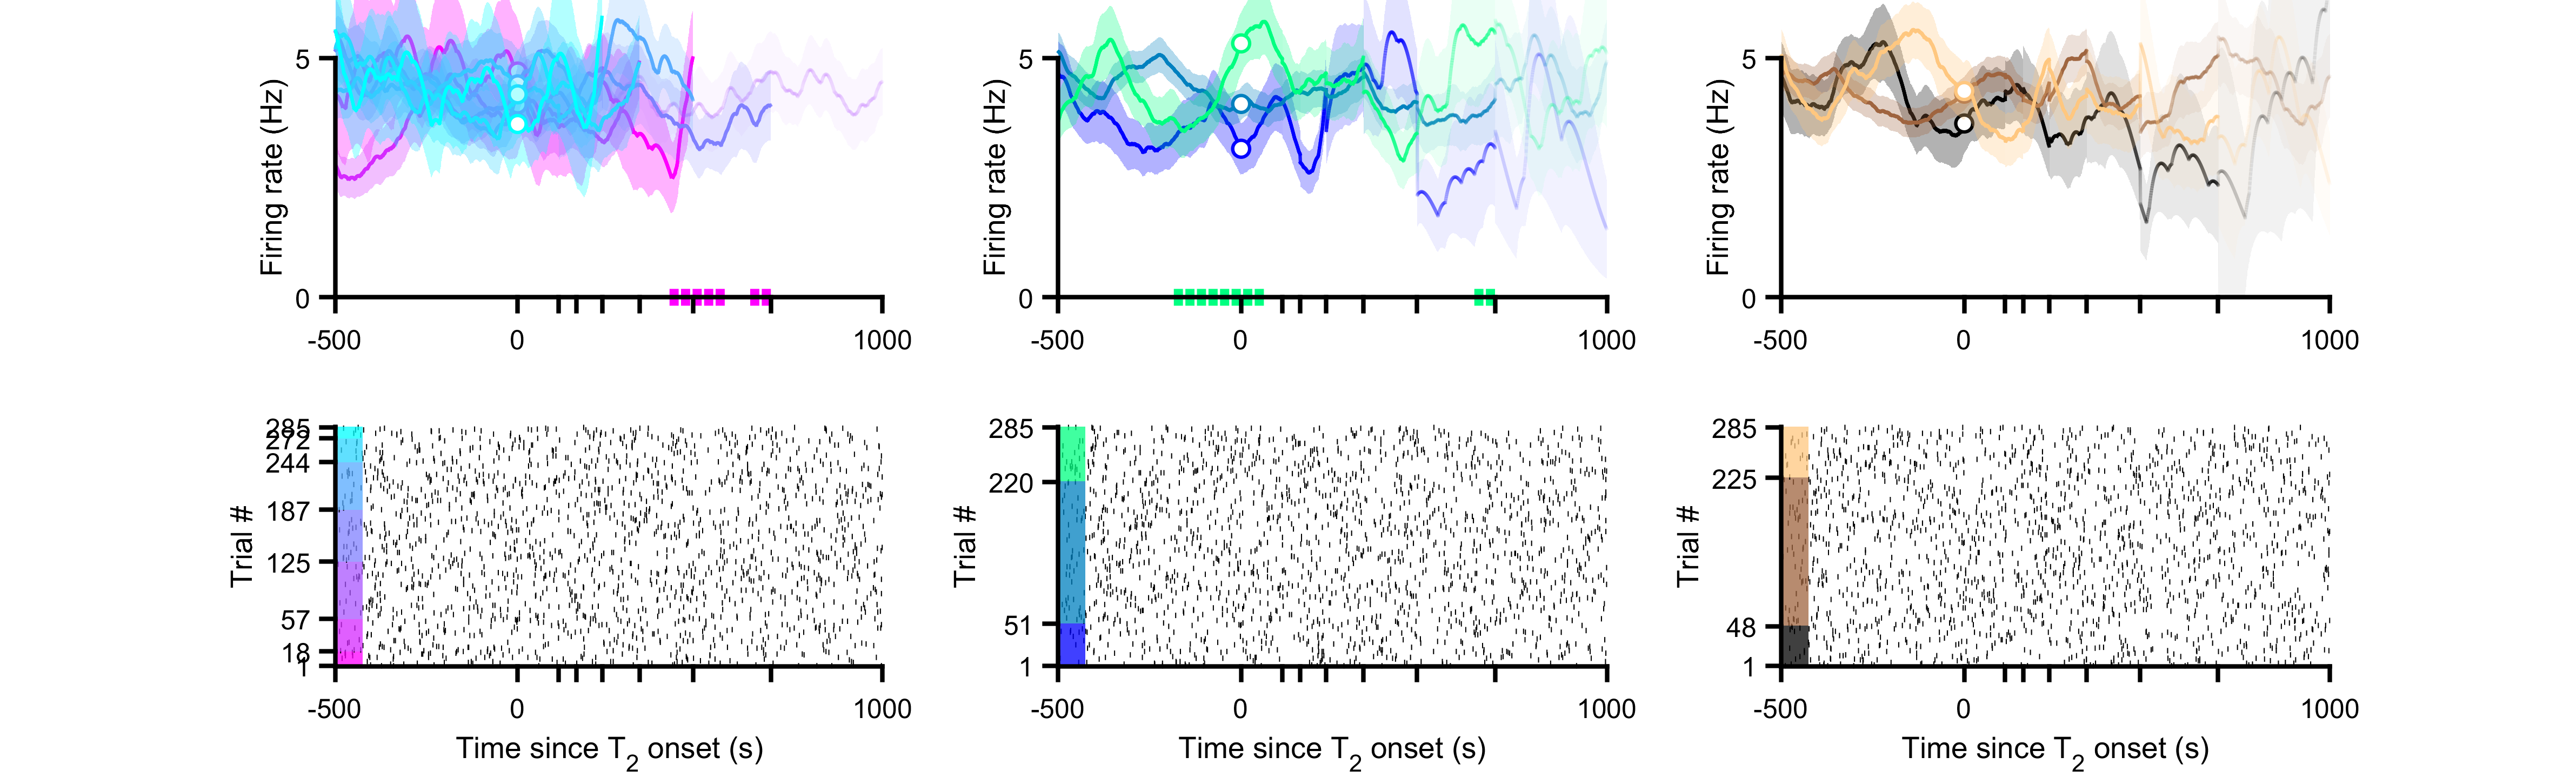 5
Firing rate (Hz)
0
-500 0 1000
5
Firing rate (Hz)
0
-500 0 1000
5
Firing rate (Hz)
0
-500 0 1000
285
272
244
187
125
57
18
1
Trial #
-500 0 1000
Time since T2 onset (s)
285
220
51
1
Trial #
-500 0 1000
Time since T2 onset (s)
285
225
48
1
Trial #
-500 0 1000
Time since T2 onset (s)